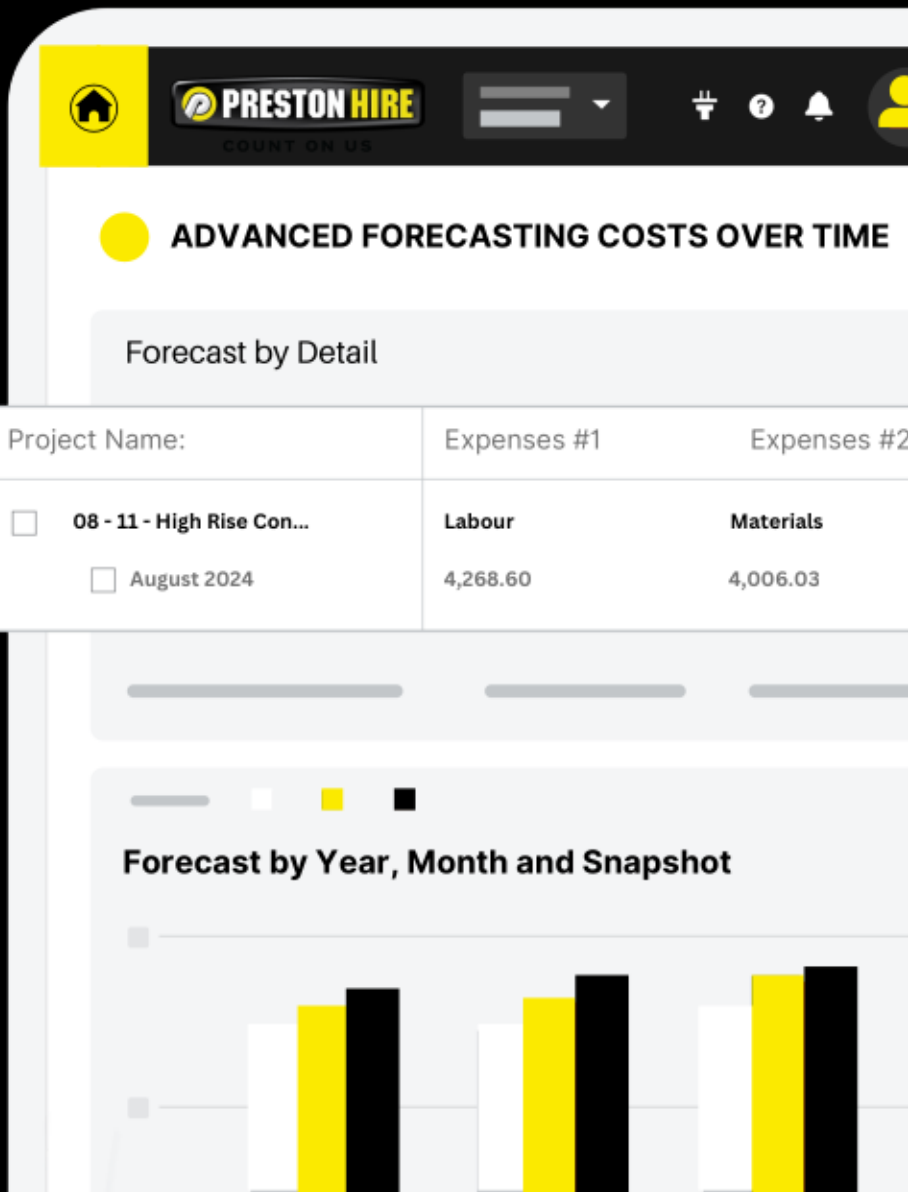 PRESTON HIRE
COUNT ON US
?
ADVANCED FORECASTING COSTS OVER TIME
Forecast by Detail
Project Name: Expenses #1 Expenses #2
08 - 11 - High Rise Con... Labour Materials
August 2024 4,268.60 4,006.03
Forecast by Year, Month and Snapshot